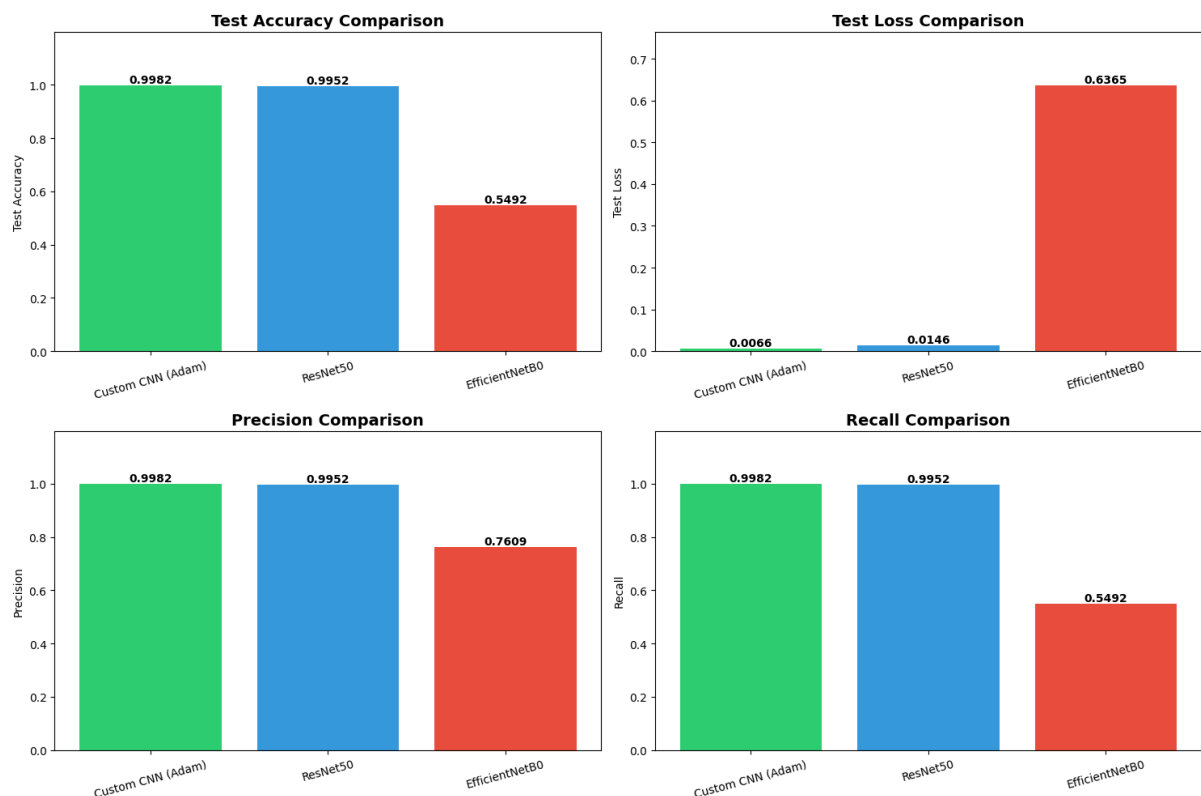 Test Accuracy Comparison
Test Accuracy
1.0
0.8
0.6
0.4
0.2
0.0
0.9982
0.9952
0.5492
Custom CNN (Adam)
ResNet50
EfficientNetB0
Test Loss Comparison
Test Loss
0.7
0.6
0.5
0.4
0.3
0.2
0.1
0.0
0.0066
0.0146
0.6365
Custom CNN (Adam)
ResNet50
EfficientNetB0
Precision Comparison
Precision
1.0
0.8
0.6
0.4
0.2
0.0
0.9982
0.9952
0.7609
Custom CNN (Adam)
ResNet50
EfficientNetB0
Recall Comparison
Recall
1.0
0.8
0.6
0.4
0.2
0.0
0.9982
0.9952
0.5492
Custom CNN (Adam)
ResNet50
EfficientNetB0